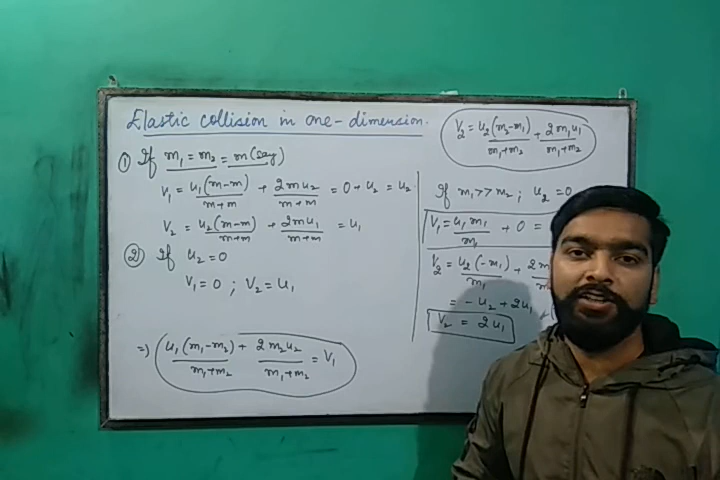 Elastic collision in one-dimension.
① If m₁ = m₂ = m (say)
V₁ = u₁(m-m)/m+m + 2mu₂/m+m = 0+u₂ = u₂.
V₂ = u₂(m-m)/m+m + 2mu₁/m+m = u₁
② If u₂=0
V₁=0 ; V₂=u₁
=) u₁(m₁-m₂)/m₁+m₂ + 2m₂u₂/m₁+m₂ = V₁
V₂ = u₂(m₂-m₁)/m₁+m₂ + 2m₁u₁/m₁+m₂
If m₁>>m₂ ; u₂=0
V₁ = u₁m₁/m₁ + 0 =
V₂ = u₂(-m₁)/m₁ + 2m
= -u₂ + 2u₁
V₂ = 2u₁